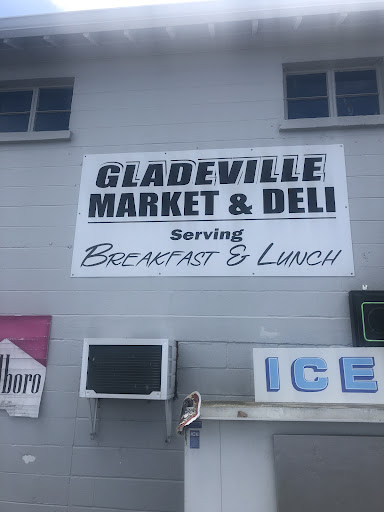 GLADEVILLE
MARKET & DELI
Serving
BREAKFAST & LUNCH
lboro
ICE